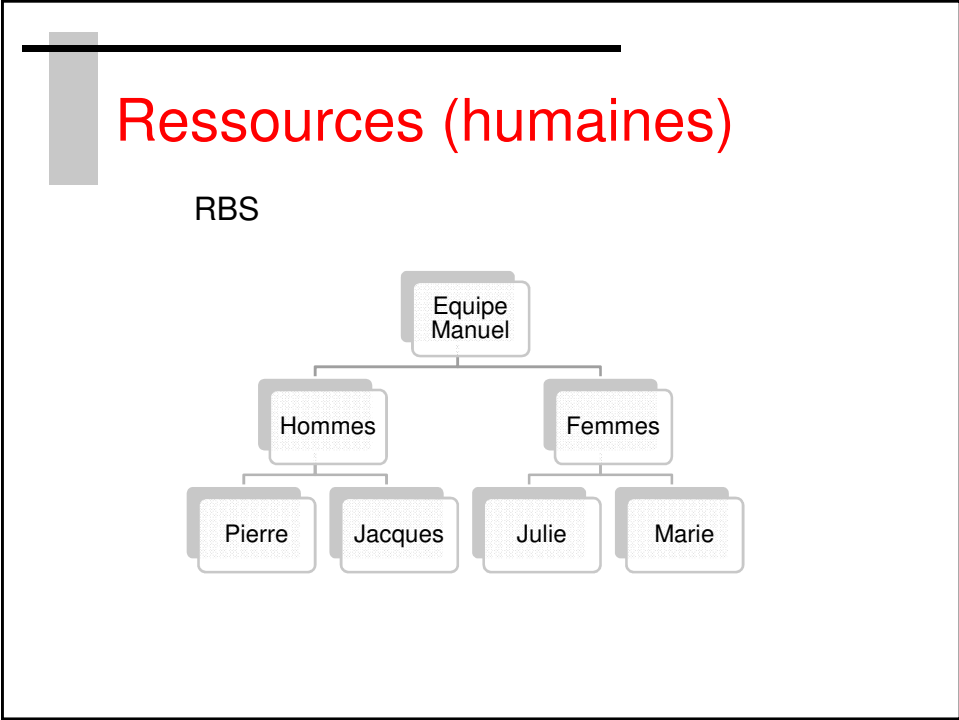 Ressources (humaines)
RBS
Equipe
Manuel
Hommes
Femmes
Pierre
Jacques
Julie
Marie